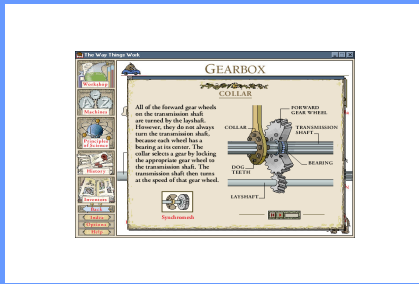 The Way Things Work
GEARBOX
Workshop
Machines
Principles
of Science
History
Inventors
Back
Index
Options
Help
COLLAR
All of the forward gear wheels
on the transmission shaft
are turned by the layshaft.
However, they do not always
turn the transmission shaft,
because each wheel has a
bearing at its center. The
collar selects a gear by locking
the appropriate gear wheel to
the transmission shaft. The
transmission shaft then turns
at the speed of that gear wheel.
Synchromesh
FORWARD
GEAR WHEEL
COLLAR
TRANSMISSION
SHAFT
BEARING
DOG
TEETH
LAYSHAFT